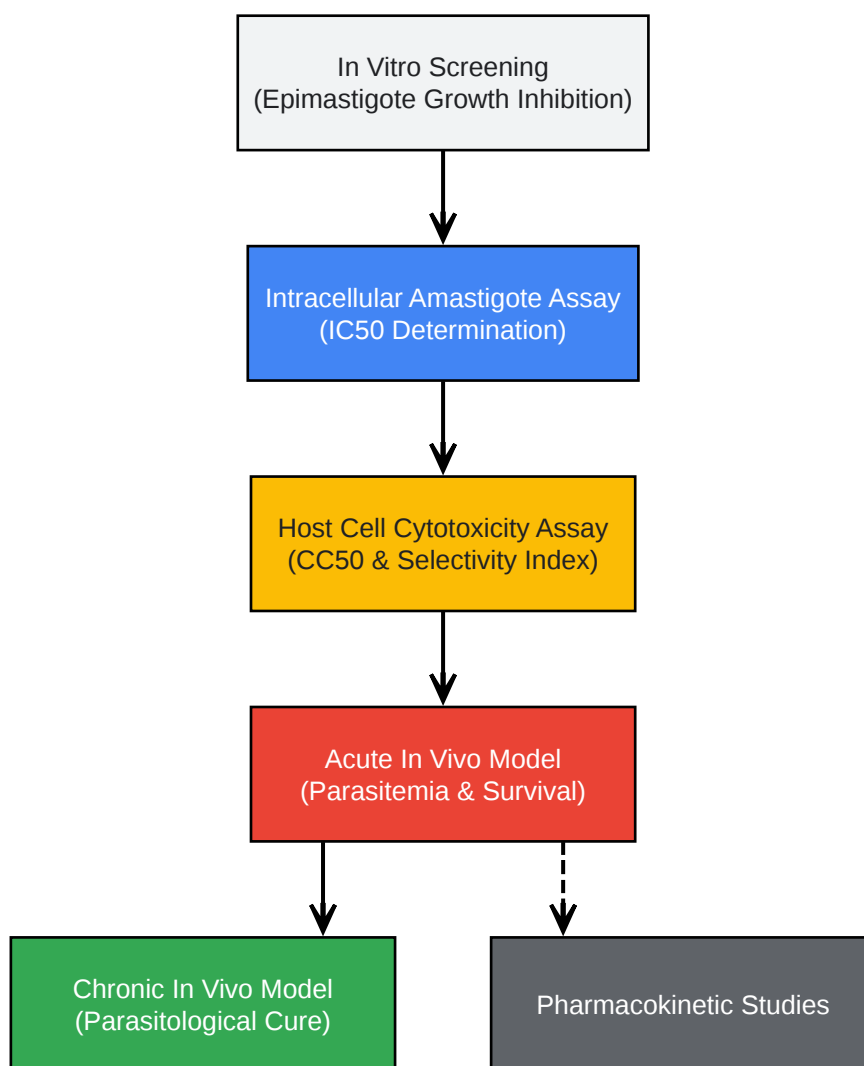 In Vitro Screening
(Epimastigote Growth Inhibition)
Intracellular Amastigote Assay
(IC50 Determination)
Host Cell Cytotoxicity Assay
(CC50 & Selectivity Index)
Acute In Vivo Model
(Parasitemia & Survival)
Chronic In Vivo Model
(Parasitological Cure)
Pharmacokinetic Studies